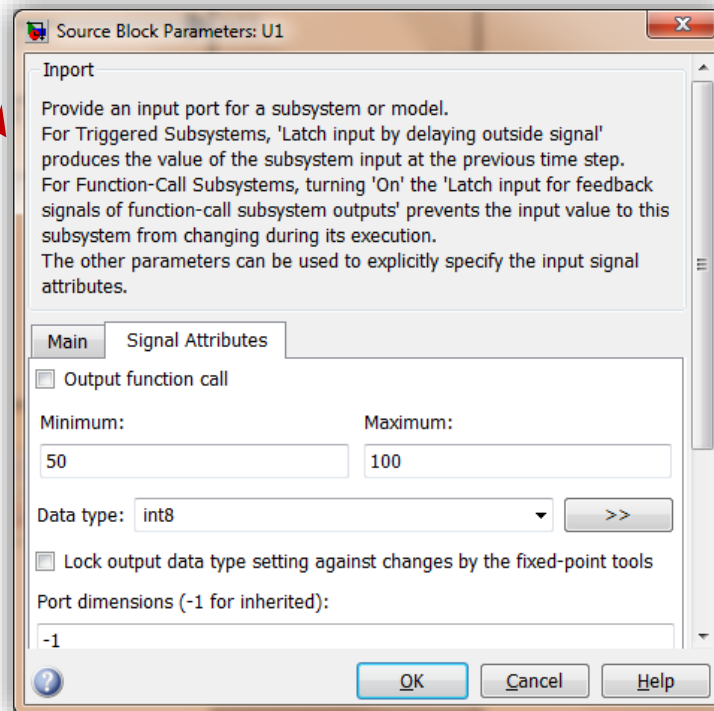 Source Block Parameters: U1
Inport
Provide an input port for a subsystem or model.
For Triggered Subsystems, 'Latch input by delaying outside signal'
produces the value of the subsystem input at the previous time step.
For Function-Call Subsystems, turning 'On' the 'Latch input for feedback
signals of function-call subsystem outputs' prevents the input value to this
subsystem from changing during its execution.
The other parameters can be used to explicitly specify the input signal
attributes.
Main Signal Attributes
Output function call
Minimum: Maximum:
50 100
Data type: int8 >>
Lock output data type setting against changes by the fixed-point tools
Port dimensions (-1 for inherited):
-1
OK Cancel Help